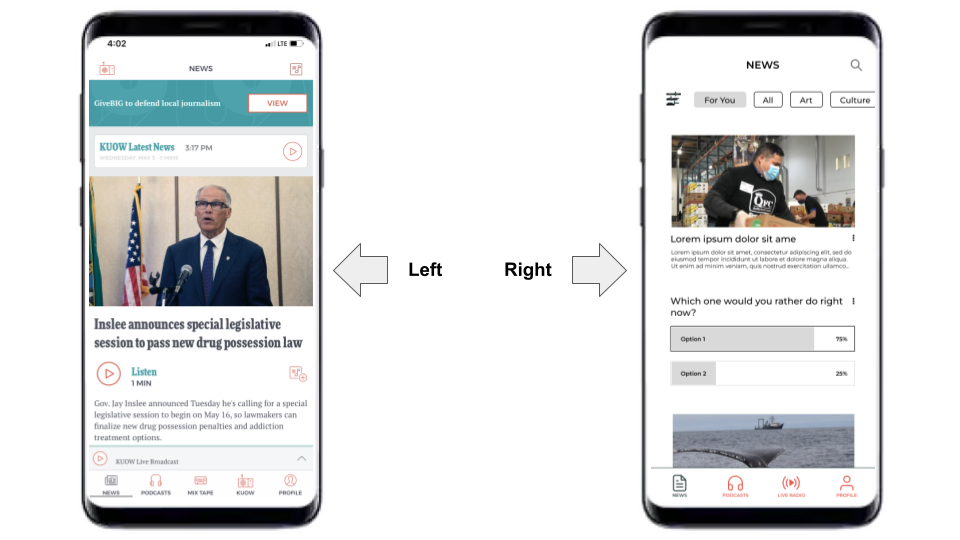 4:02
LTE
NEWS
GiveBIG to defend local journalism
VIEW
KUOW Latest News 3:17 PM
WEDNESDAY, MAY 3 · 3 MINS
Inslee announces special legislative
session to pass new drug possession law
Listen
1 MIN
Gov. Jay Inslee announced Tuesday he's calling for a special
legislative session to begin on May 16, so lawmakers can
finalize new drug possession penalties and addiction
treatment options.
KUOW Live Broadcast
NEWS PODCASTS MIX TAPE KUOW PROFILE
Left
Right
NEWS
For You All Art Culture
Lorem ipsum dolor sit ame
Lorem ipsum dolor sit amet, consectetur adipiscing elit, sed do
eiusmod tempor incididunt ut labore et dolore magna aliqua.
Ut enim ad minim veniam, quis nostrud exercitation ullamco...
Which one would you rather do right
now?
Option 1 75%
Option 2 25%
NEWS PODCASTS LIVE RADIO PROFILE